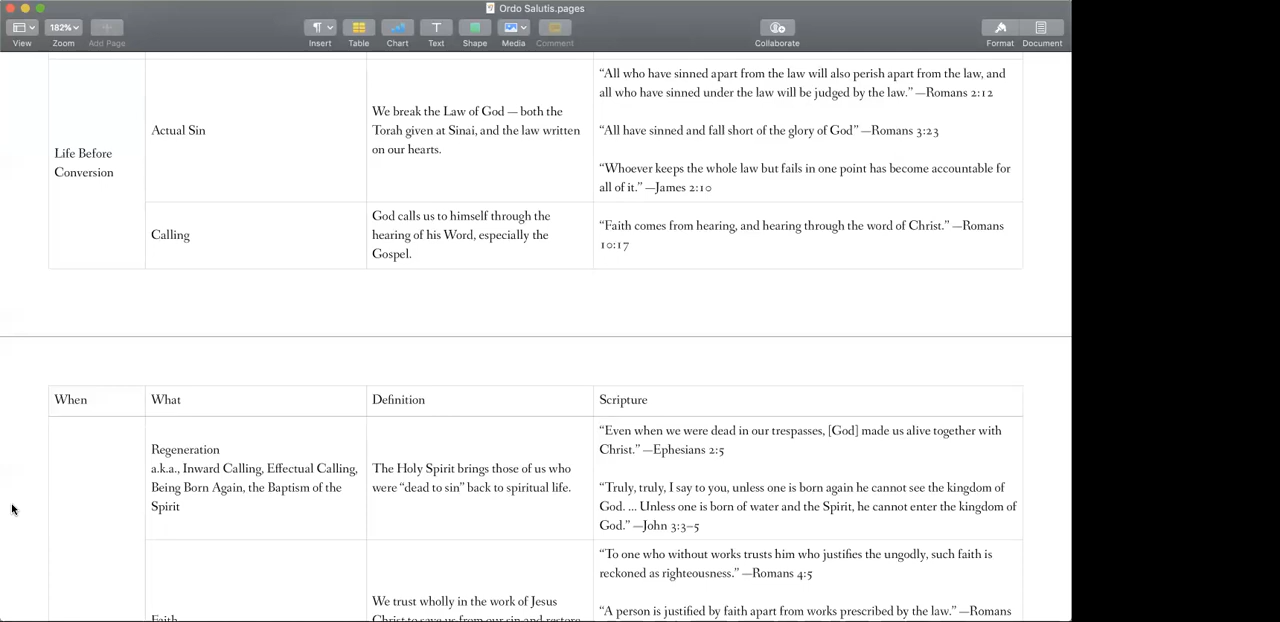 Ordo Salutis.pages
182%
View
Zoom
Add Page
Insert
Table
Chart
Text
Shape
Media
Comment
Collaborate
Format
Document
Life Before
Conversion
Actual Sin
We break the Law of God — both the
Torah given at Sinai, and the law written
on our hearts.
“All who have sinned apart from the law will also perish apart from the law, and
all who have sinned under the law will be judged by the law.” —Romans 2:12
“All have sinned and fall short of the glory of God” —Romans 3:23
“Whoever keeps the whole law but fails in one point has become accountable for
all of it.” —James 2:10
Calling
God calls us to himself through the
hearing of his Word, especially the
Gospel.
“Faith comes from hearing, and hearing through the word of Christ.” —Romans
10:17
When
What
Definition
Scripture
Regeneration
a.k.a., Inward Calling, Effectual Calling,
Being Born Again, the Baptism of the
Spirit
The Holy Spirit brings those of us who
were “dead to sin” back to spiritual life.
“Even when we were dead in our trespasses, [God] made us alive together with
Christ.” —Ephesians 2:5
“Truly, truly, I say to you, unless one is born again he cannot see the kingdom of
God. ... Unless one is born of water and the Spirit, he cannot enter the kingdom of
God.” —John 3:3–5
Faith
We trust wholly in the work of Jesus
Christ to save us from our sin and restore
“To one who without works trusts him who justifies the ungodly, such faith is
reckoned as righteousness.” —Romans 4:5
“A person is justified by faith apart from works prescribed by the law.” —Romans